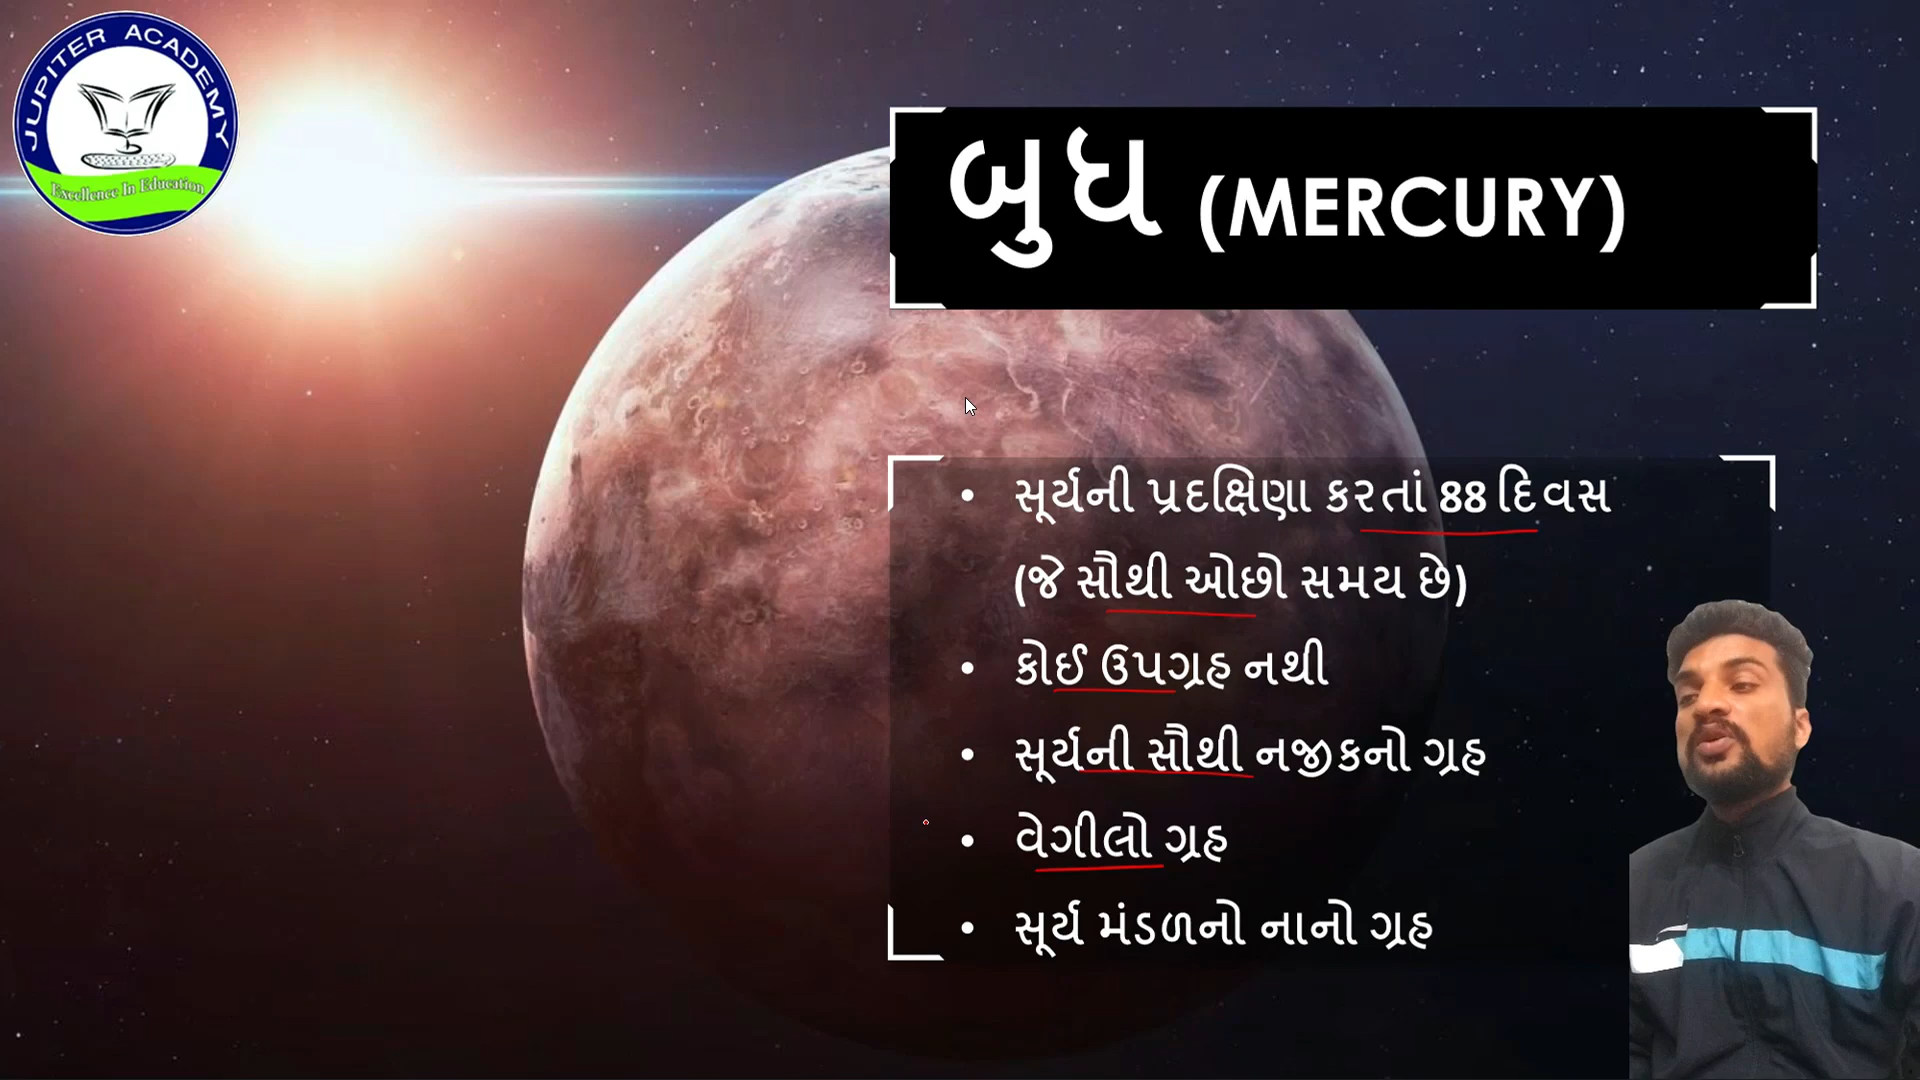 JUPITER ACADEMY
Excellence In Education
બુધ (MERCURY)
• સૂર્યની પ્રદક્ષિણા કરતાં 88 દિવસ
(જે સૌથી ઓછો સમય છે)
• કોઈ ઉપગ્રહ નથી
• સૂર્યની સૌથી નજીકનો ગ્રહ
• વેગીલો ગ્રહ
• સૂર્ય મંડળનો નાનો ગ્રહ